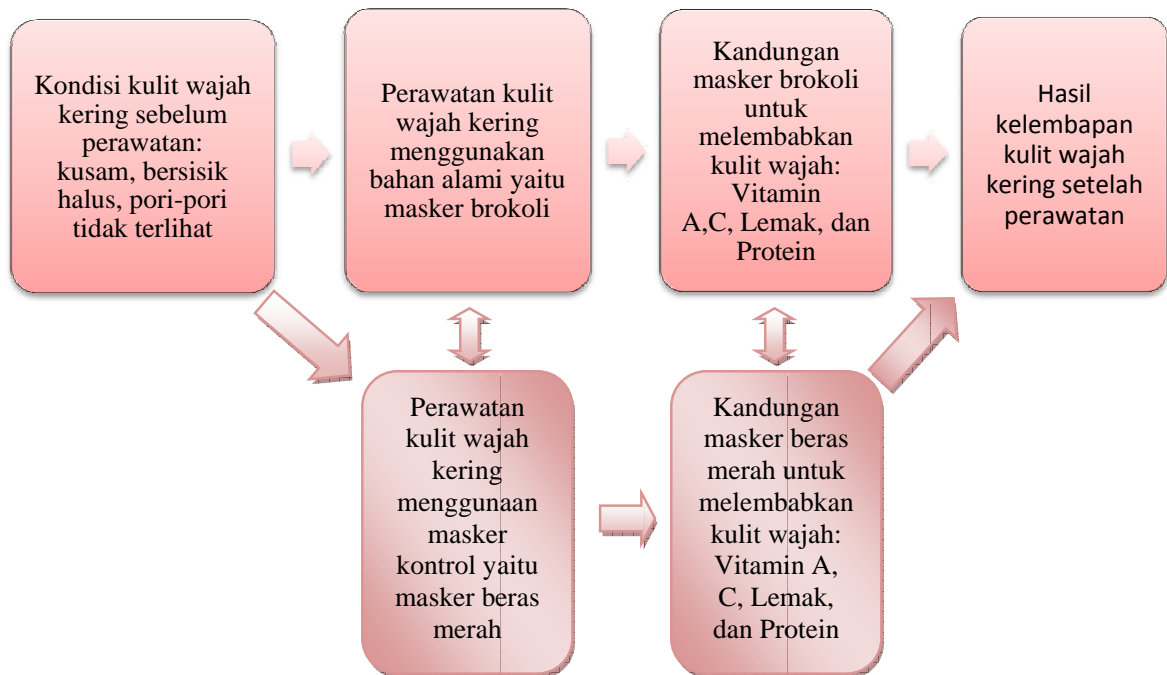 Kondisi kulit wajah
kering sebelum
perawatan:
kusam, bersisik
halus, pori-pori
tidak terlihat
Perawatan kulit
wajah kering
menggunakan
bahan alami yaitu
masker brokoli
Kandungan
masker brokoli
untuk
melembabkan
kulit wajah:
Vitamin
A,C, Lemak, dan
Protein
Hasil
kelembapan
kulit wajah
kering setelah
perawatan
Perawatan
kulit wajah
kering
menggunaan
masker
kontrol yaitu
masker beras
merah
Kandungan
masker beras
merah untuk
melembabkan
kulit wajah:
Vitamin A,
C, Lemak,
dan Protein